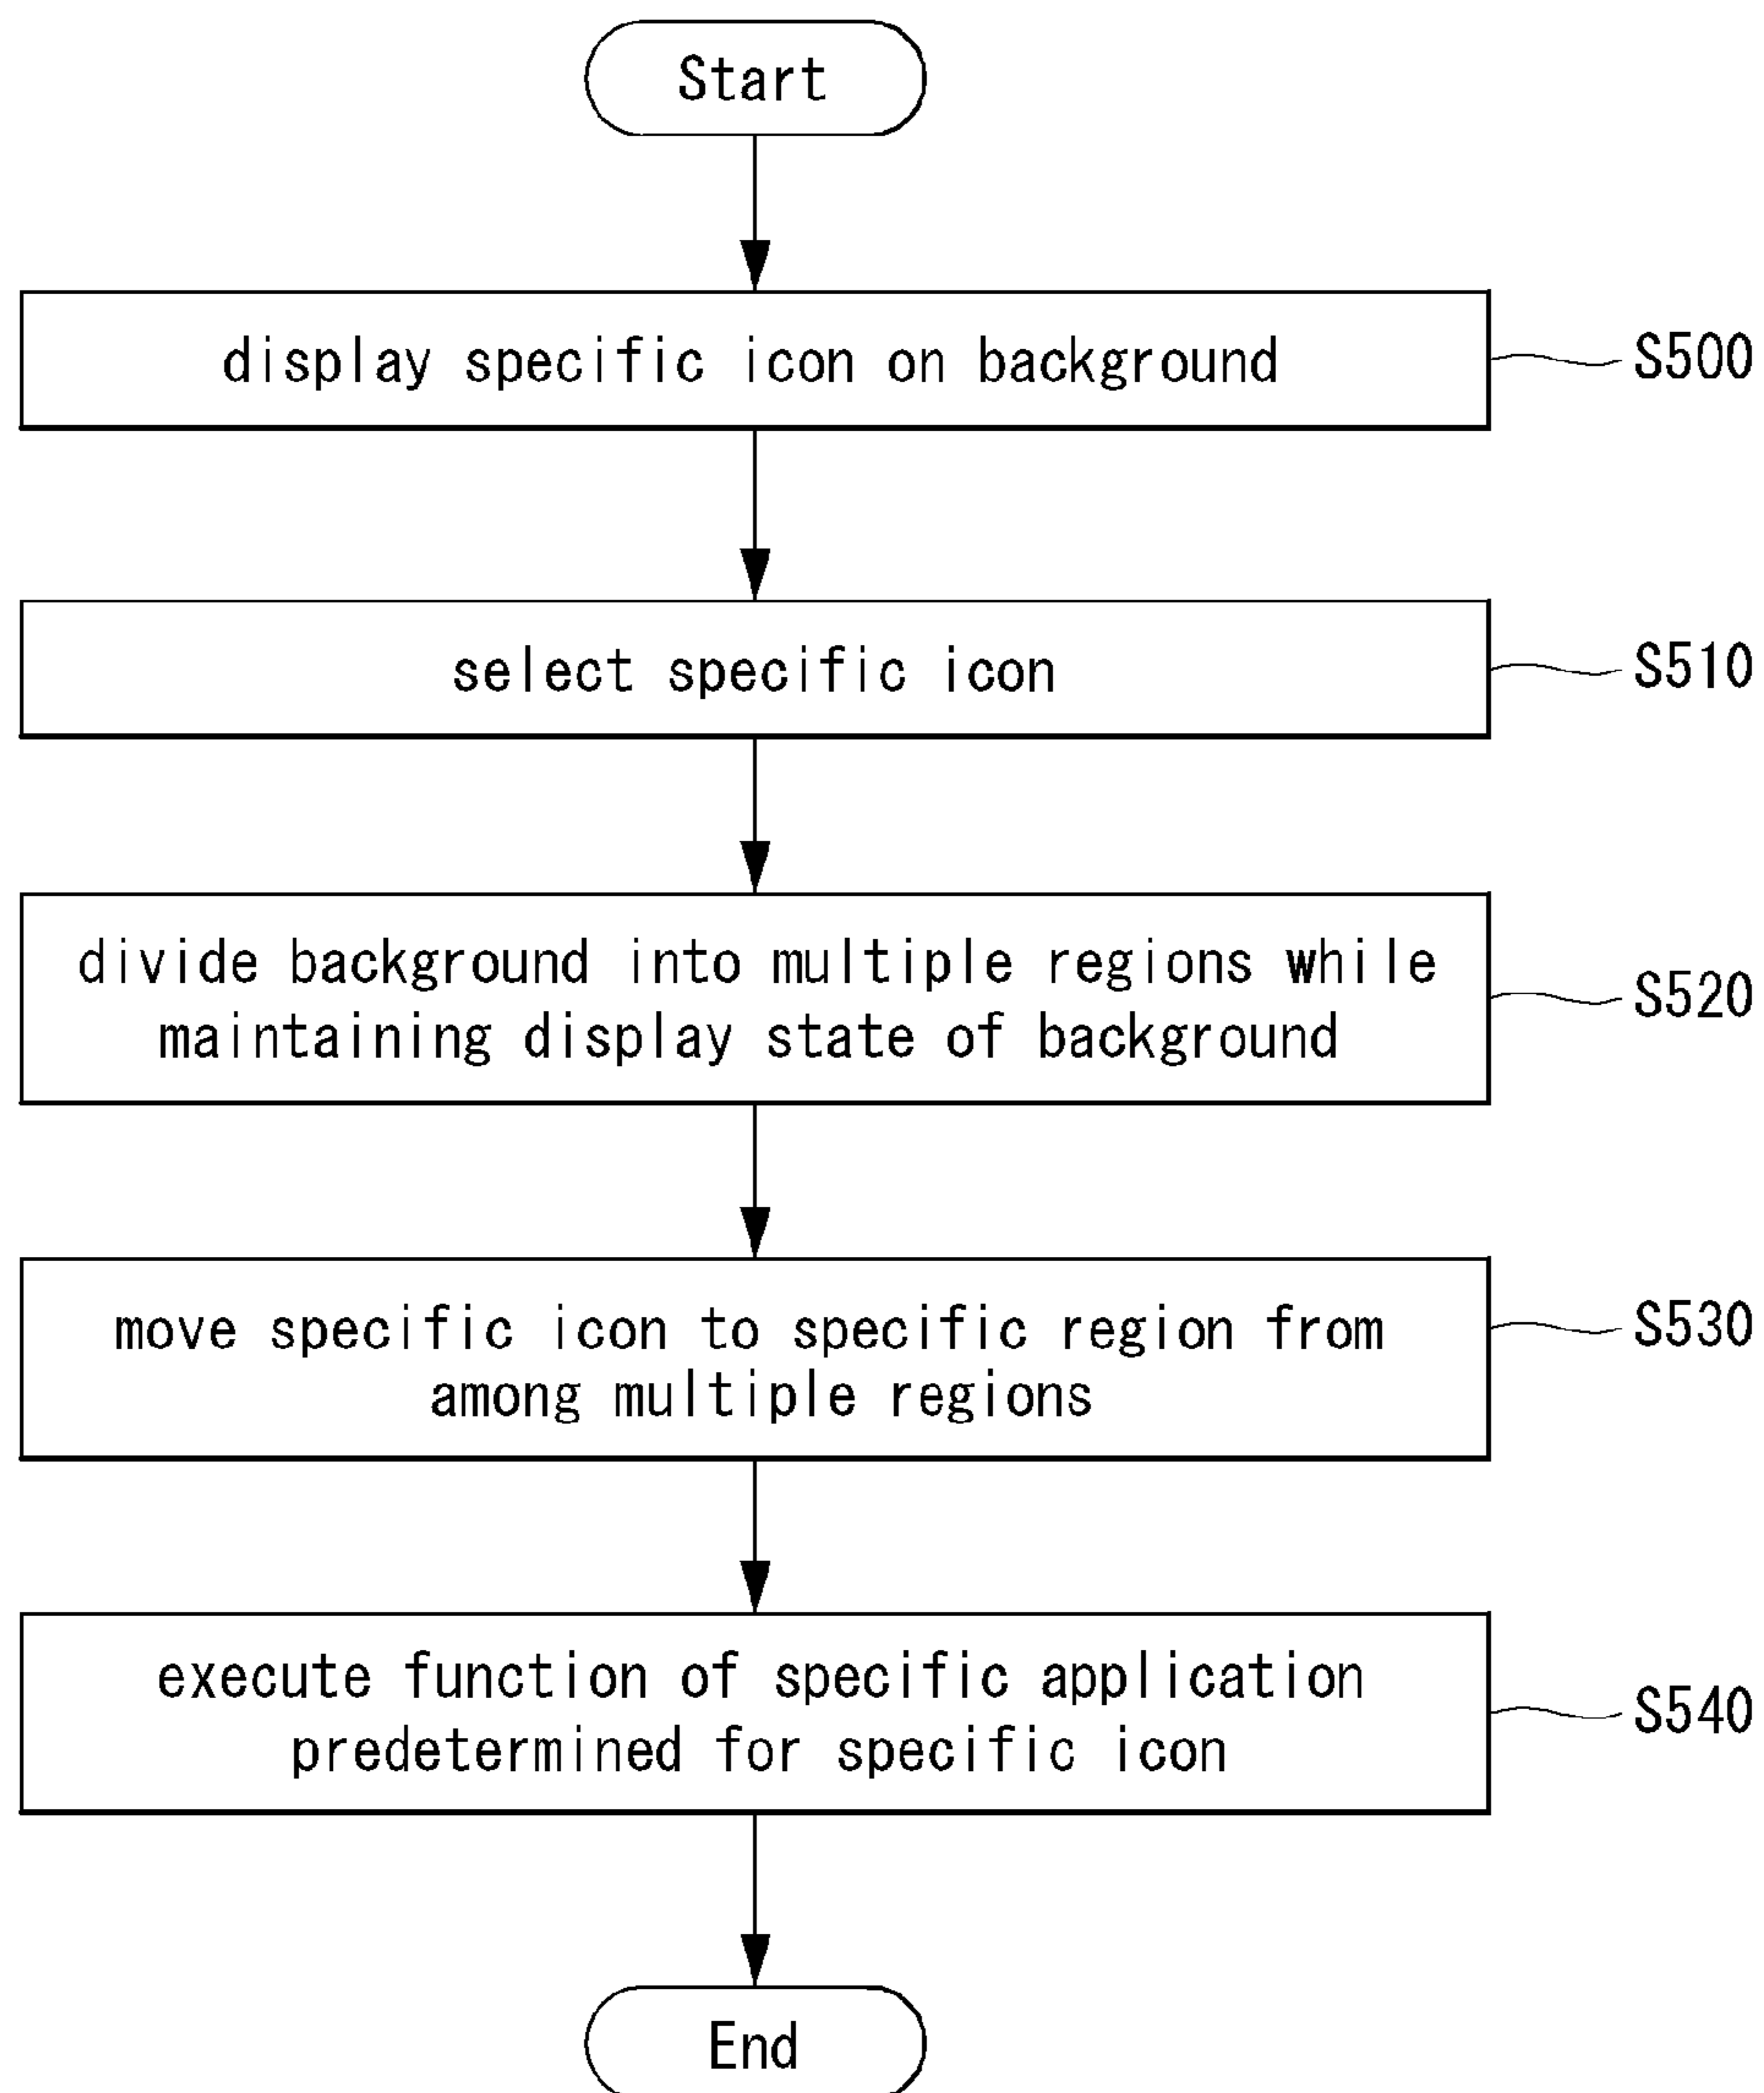 Start
display specific icon on background
S500
select specific icon
S510
divide background into multiple regions while
maintaining display state of background
S520
move specific icon to specific region from
among multiple regions
S530
execute function of specific application
predetermined for specific icon
S540
End